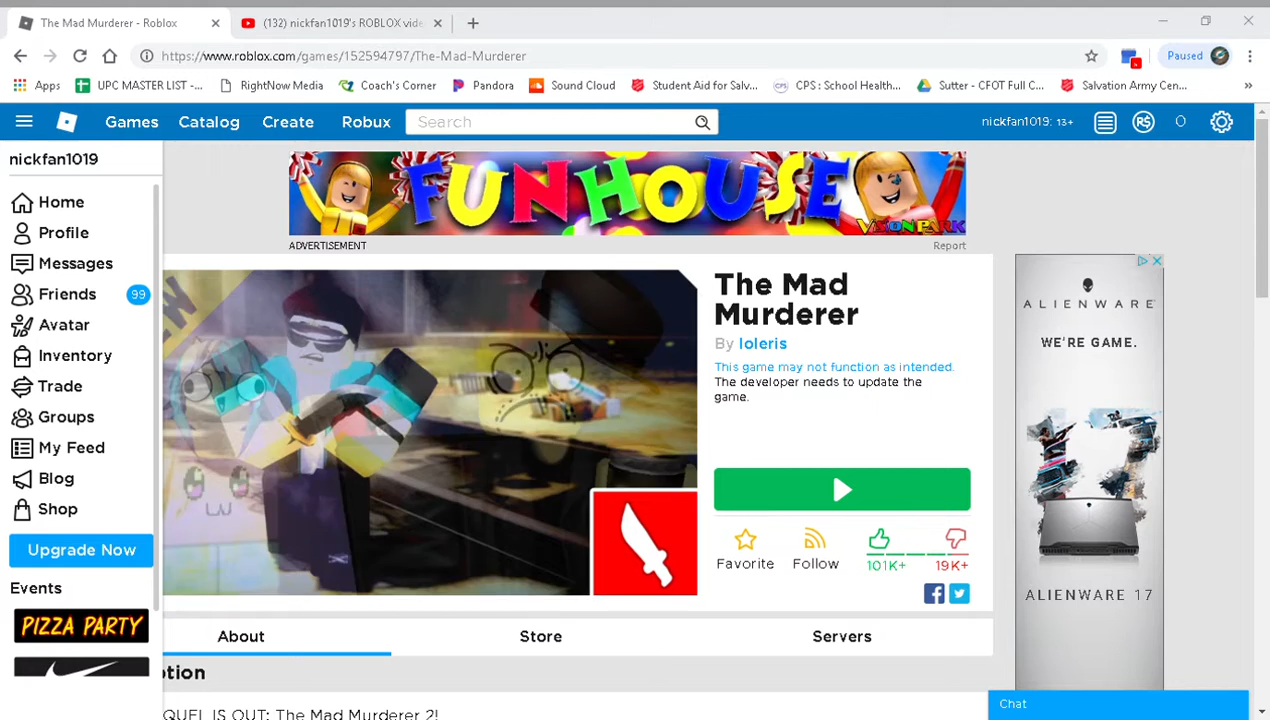 The Mad Murderer - Roblox
(132) nickfan1019's ROBLOX vide
https://www.roblox.com/games/152594797/The-Mad-Murderer
Paused
Apps
UPC MASTER LIST -...
RightNow Media
Coach's Corner
Pandora
Sound Cloud
Student Aid for Salv...
CPS : School Health...
Sutter - CFOT Full C...
Salvation Army Cen...
Games
Catalog
Create
Robux
Search
nickfan1019: 13+
R$
0
nickfan1019
Home
Profile
Messages
Friends
99
Avatar
Inventory
Trade
Groups
My Feed
Blog
Shop
Upgrade Now
Events
PIZZA PARTY
FUNHOUSE
VISION PARK
ADVERTISEMENT
Report
The Mad
Murderer
By loleris
This game may not function as intended.
The developer needs to update the
game.
Favorite
Follow
101K+
19K+
About
Store
Servers
ption
QUEL IS OUT: The Mad Murderer 2!
ALIENWARE
WE'RE GAME.
17
ALIENWARE 17
Chat